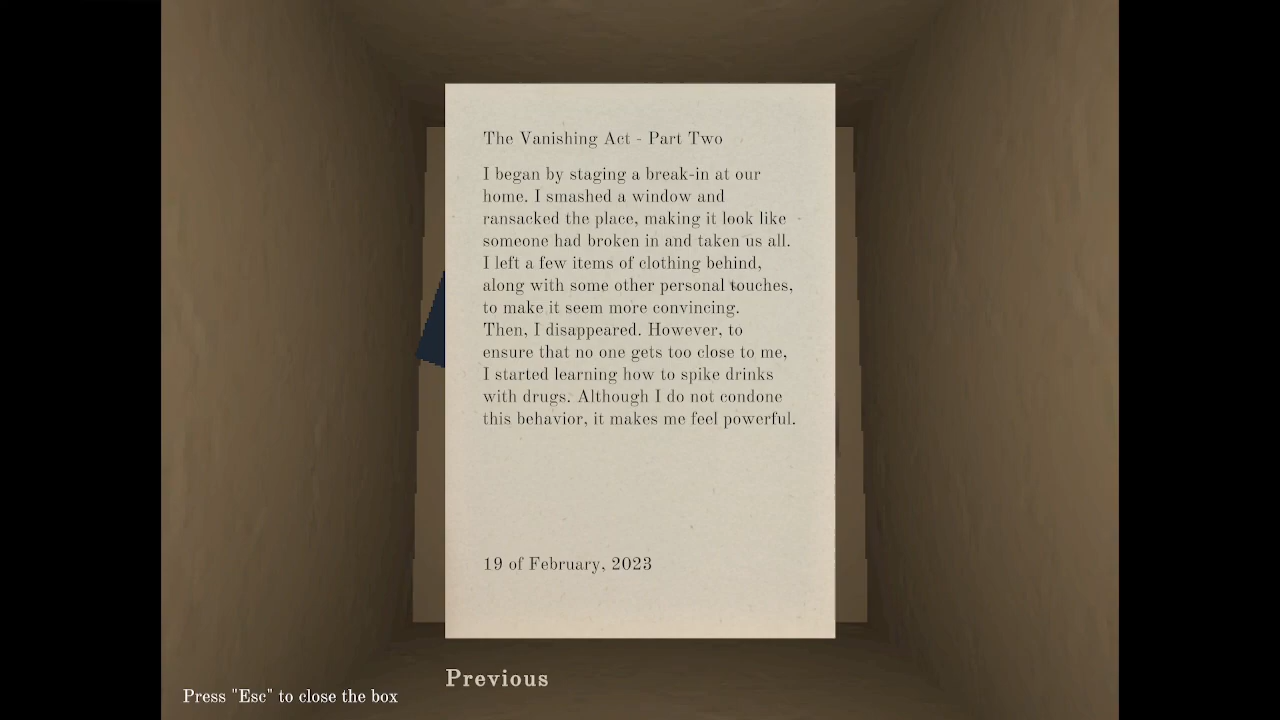 The Vanishing Act - Part Two
I began by staging a break-in at our
home. I smashed a window and
ransacked the place, making it look like
someone had broken in and taken us all.
I left a few items of clothing behind,
along with some other personal touches,
to make it seem more convincing.
Then, I disappeared. However, to
ensure that no one gets too close to me,
I started learning how to spike drinks
with drugs. Although I do not condone
this behavior, it makes me feel powerful.
19 of February, 2023
Previous
Press "Esc" to close the box